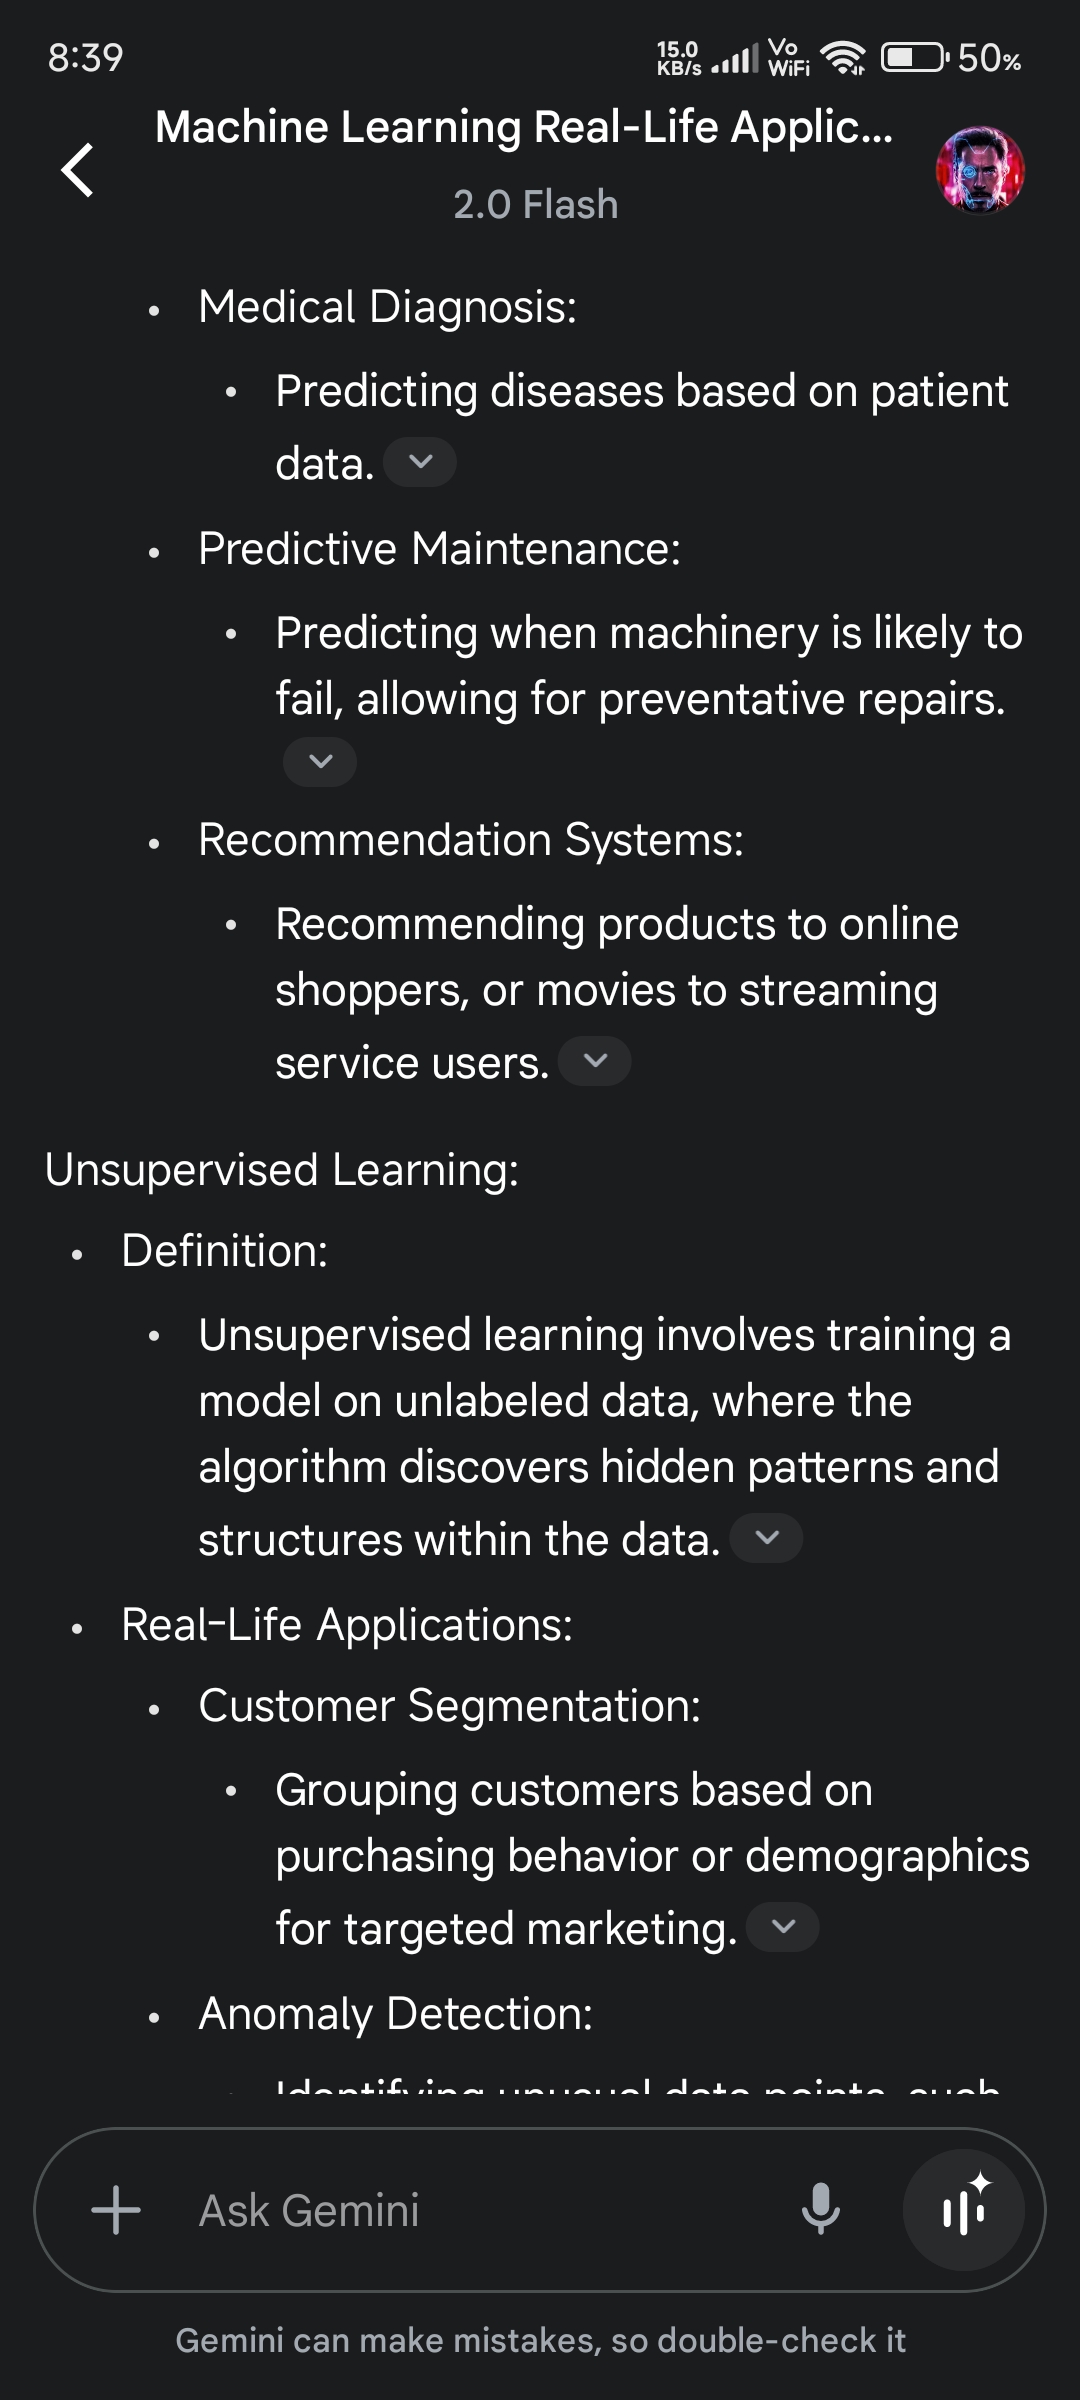 8:39
15.0
KB/s
Vo
WiFi
50%
Machine Learning Real-Life Applic...
2.0 Flash
• Medical Diagnosis:
• Predicting diseases based on patient
data.
• Predictive Maintenance:
• Predicting when machinery is likely to
fail, allowing for preventative repairs.
• Recommendation Systems:
• Recommending products to online
shoppers, or movies to streaming
service users.
Unsupervised Learning:
• Definition:
• Unsupervised learning involves training a
model on unlabeled data, where the
algorithm discovers hidden patterns and
structures within the data.
• Real-Life Applications:
• Customer Segmentation:
• Grouping customers based on
purchasing behavior or demographics
for targeted marketing.
• Anomaly Detection:
• Identifying unusual data points, such
Ask Gemini
Gemini can make mistakes, so double-check it